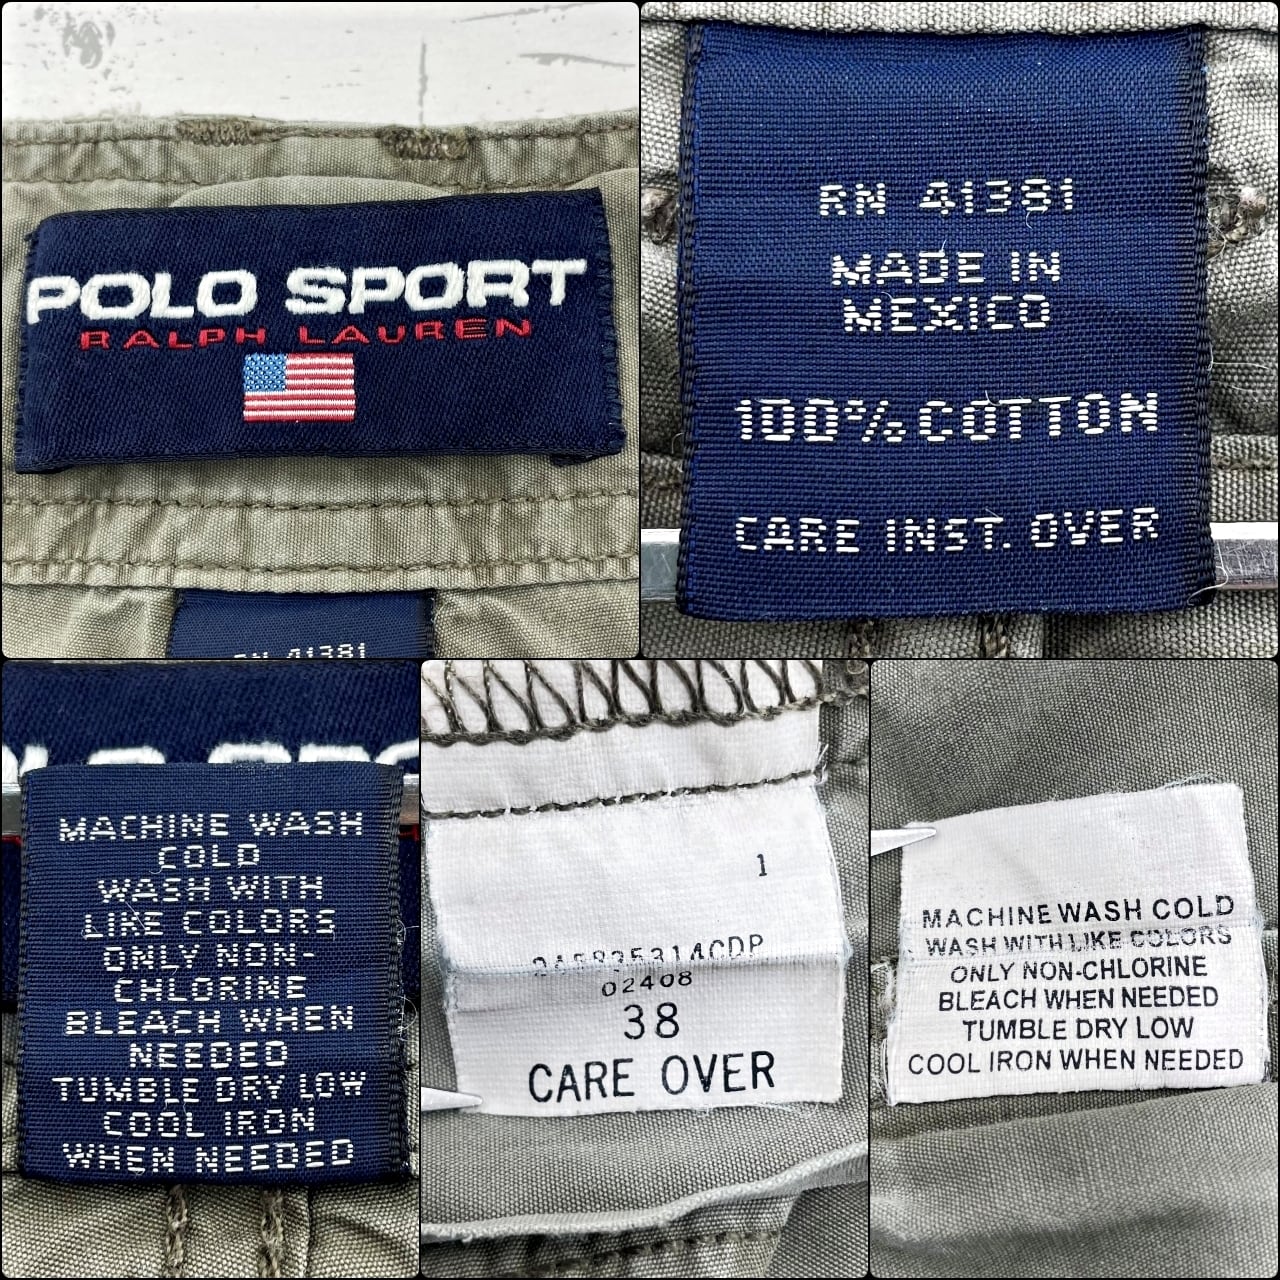 POLO SPORT
RALPH LAUREN
RN 41381
RN 41381
MADE IN
MEXICO
100% COTTON
CARE INST. OVER
MACHINE WASH
COLD
WASH WITH
LIKE COLORS
ONLY NON-
CHLORINE
BLEACH WHEN
NEEDED
TUMBLE DRY LOW
COOL IRON
WHEN NEEDED
1
02408
38
CARE OVER
MACHINE WASH COLD
WASH WITH LIKE COLORS
ONLY NON-CHLORINE
BLEACH WHEN NEEDED
TUMBLE DRY LOW
COOL IRON WHEN NEEDED